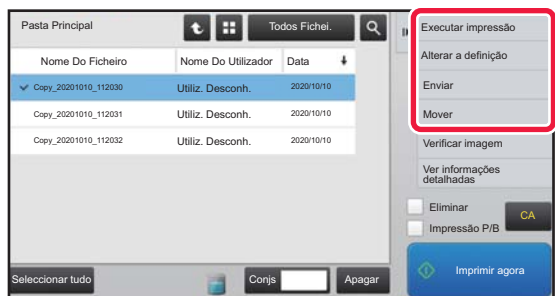 Pasta Principal
Todos Fichei.
Nome Do Ficheiro Nome Do Utilizador Data
Copy_20201010_112030 Utiliz. Desconh. 2020/10/10
Copy_20201010_112031 Utiliz. Desconh. 2020/10/10
Copy_20201010_112032 Utiliz. Desconh. 2020/10/10
Seleccionar tudo
Conjs
Apagar
Executar impressão
Alterar a definição
Enviar
Mover
Verificar imagem
Ver informações
detalhadas
Eliminar
Impressão P/B
CA
Imprimir agora